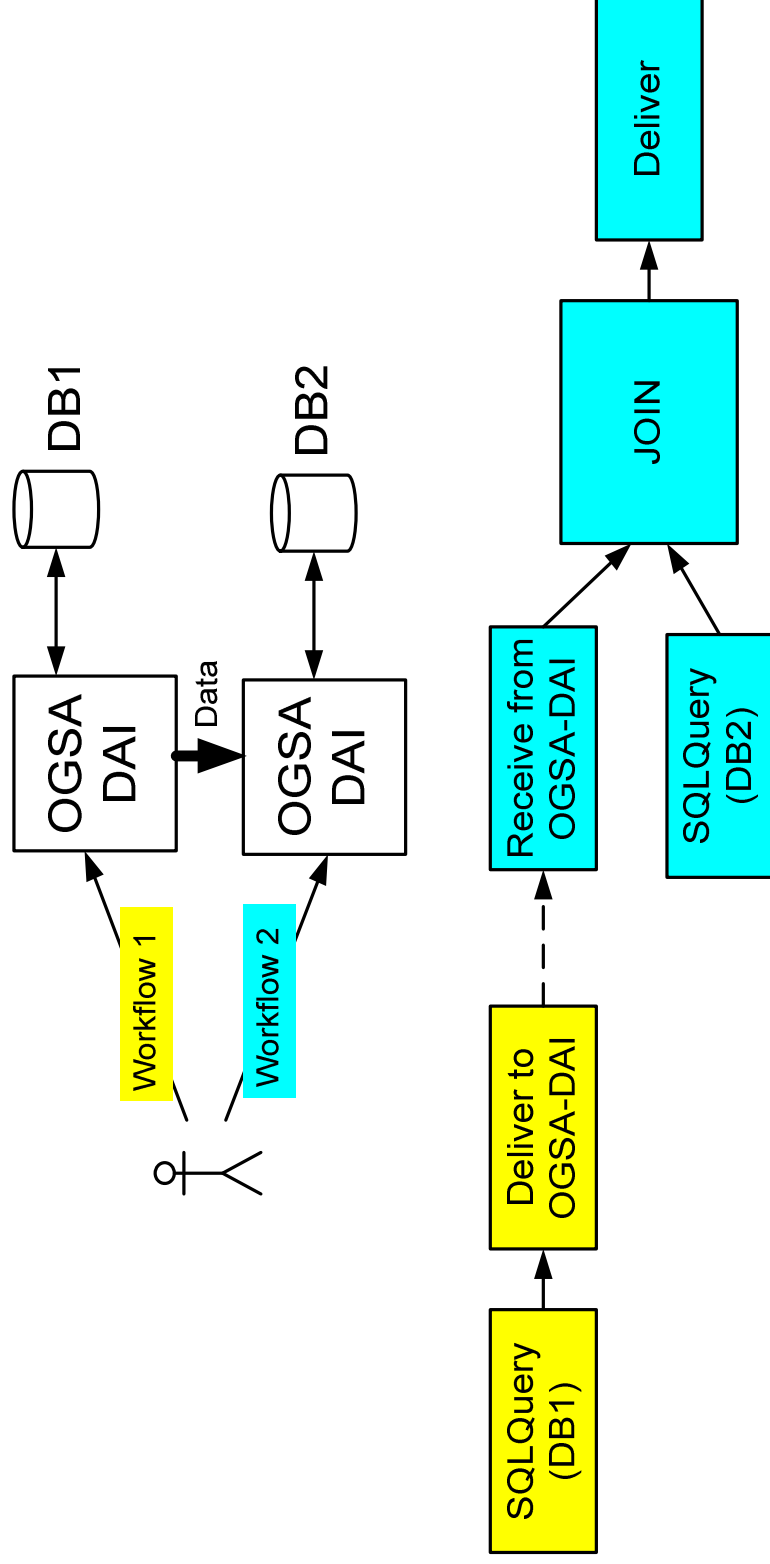 Workflow 1
OGSA
DAI
DB1
Data
Workflow 2
OGSA
DAI
DB2
SQLQuery
(DB1)
Deliver to
OGSA-DAI
Receive from
OGSA-DAI
SQLQuery
(DB2)
JOIN
Deliver